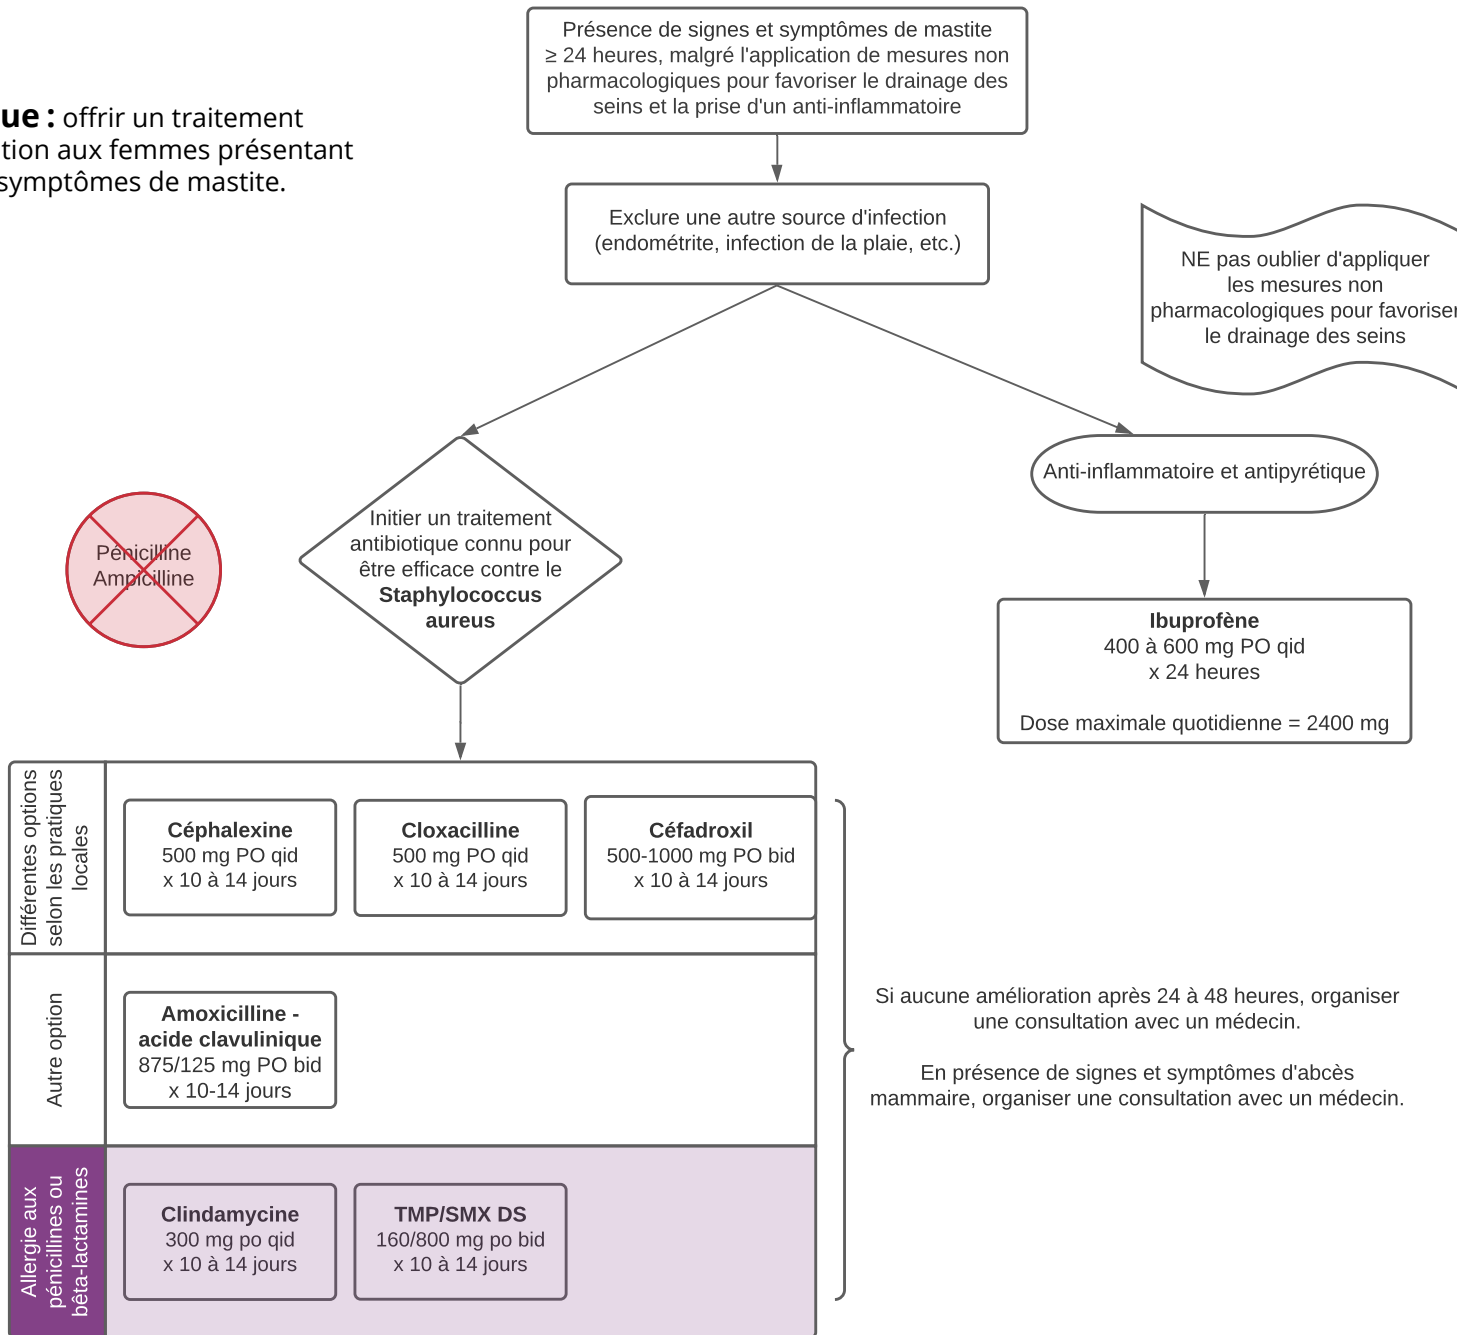 Présence de signes et symptômes de mastite
≥ 24 heures, malgré l'application de mesures non
pharmacologiques pour favoriser le drainage des
seins et la prise d'un anti-inflammatoire
ue : offrir un traitement
tion aux femmes présentant
symptômes de mastite.
Exclure une autre source d'infection
(endométrite, infection de la plaie, etc.)
NE pas oublier d'appliquer
les mesures non
pharmacologiques pour favoriser
le drainage des seins
Anti-inflammatoire et antipyrétique
Pénicilline
Ampicilline
Initier un traitement
antibiotique connu pour
être efficace contre le
Staphylococcus
aureus
Ibuprofène
400 à 600 mg PO qid
x 24 heures
Dose maximale quotidienne = 2400 mg
Différentes options
selon les pratiques
locales
Céphalexine
500 mg PO qid
x 10 à 14 jours
Cloxacilline
500 mg PO qid
x 10 à 14 jours
Céfadroxil
500-1000 mg PO bid
x 10 à 14 jours
Autre option
Amoxicilline -
acide clavulinique
875/125 mg PO bid
x 10-14 jours
Si aucune amélioration après 24 à 48 heures, organiser
une consultation avec un médecin.
En présence de signes et symptômes d'abcès
mammaire, organiser une consultation avec un médecin.
Allergie aux
pénicillines ou
bêta-lactamines
Clindamycine
300 mg po qid
x 10 à 14 jours
TMP/SMX DS
160/800 mg po bid
x 10 à 14 jours